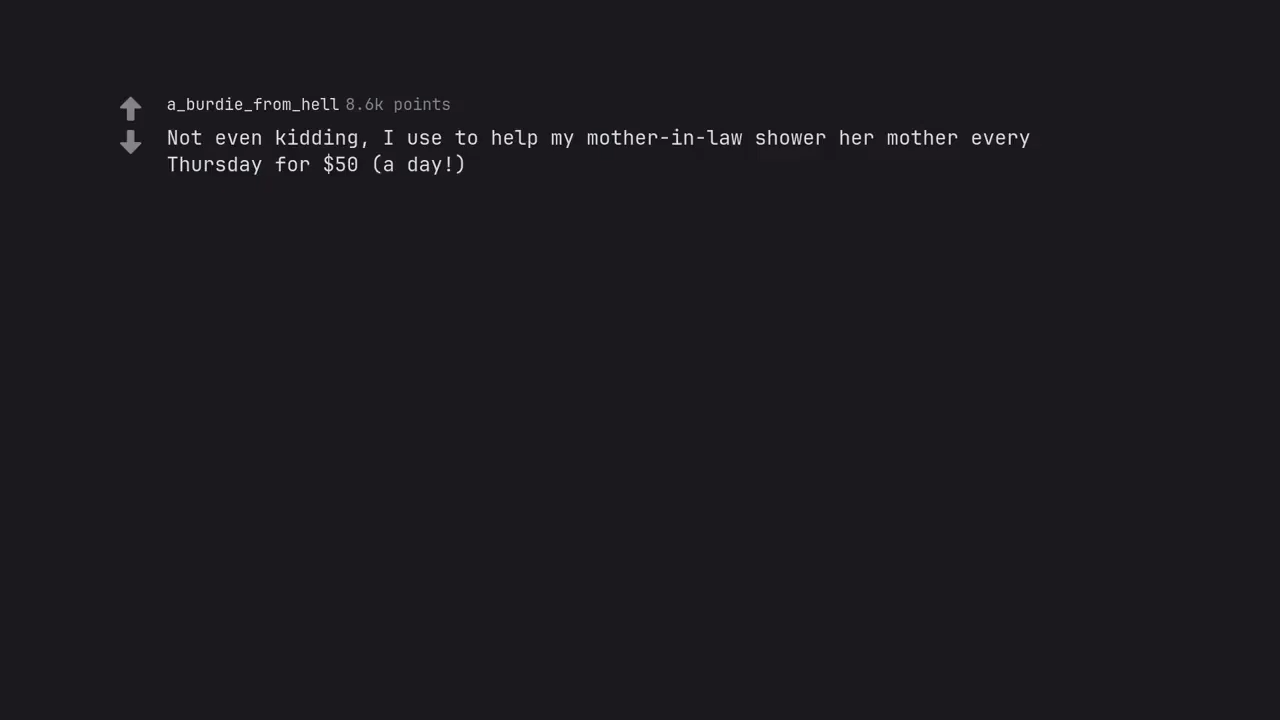 a_burdie_from_hell 8.6k points
Not even kidding, I use to help my mother-in-law shower her mother every
Thursday for $50 (a day!)